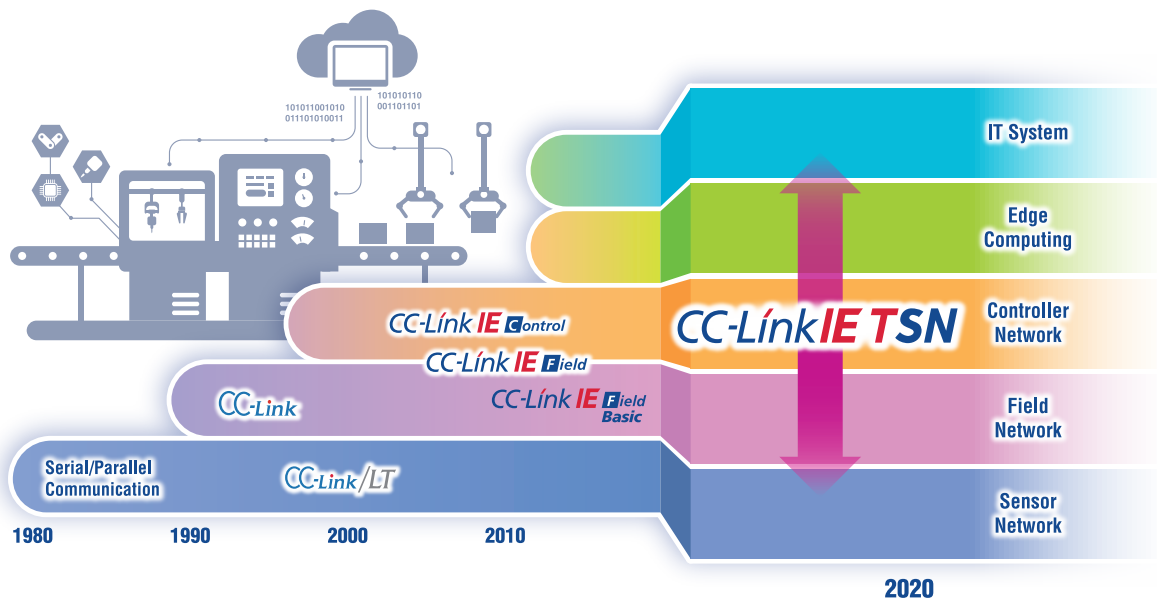 101011001010
011101010011
101010110
001101101
IT System
Edge
Computing
CC-Link IE Control
CC-Link IE TSN
Controller
Network
CC-Link IE Field
CC-Link
CC-Link IE Field
Basic
Field
Network
Serial/Parallel
Communication
CC-Link/LT
Sensor
Network
1980
1990
2000
2010
2020